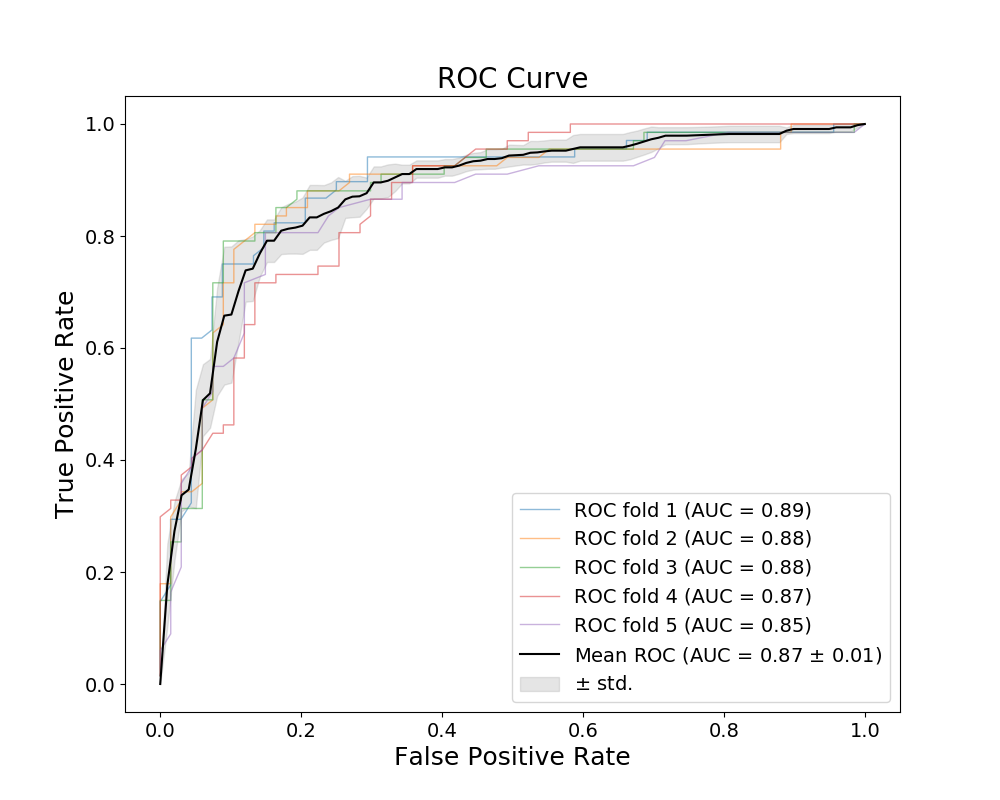 ROC Curve
1.0
0.8
0.6
0.4
0.2
0.0
True Positive Rate
ROC fold 1 (AUC = 0.89)
ROC fold 2 (AUC = 0.88)
ROC fold 3 (AUC = 0.88)
ROC fold 4 (AUC = 0.87)
ROC fold 5 (AUC = 0.85)
Mean ROC (AUC = 0.87 ± 0.01)
± std.
0.0 0.2 0.4 0.6 0.8 1.0
False Positive Rate